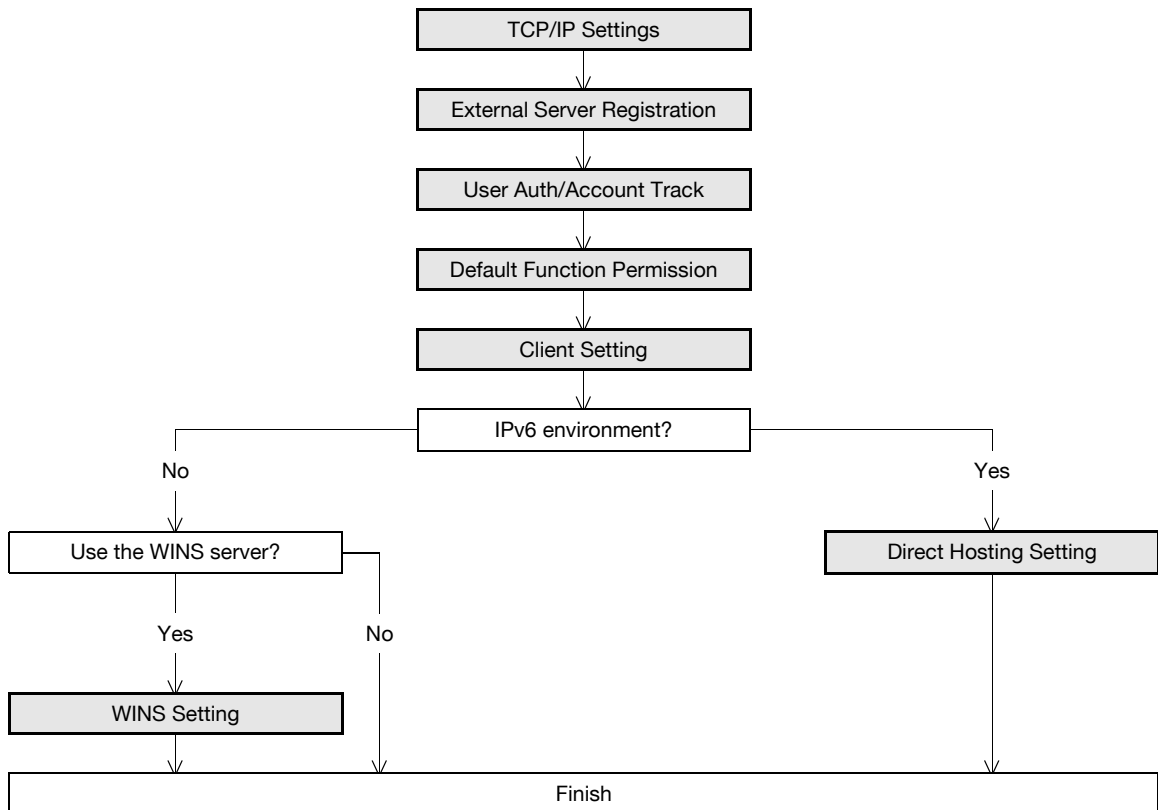 TCP/IP Settings
External Server Registration
User Auth/Account Track
Default Function Permission
Client Setting
IPv6 environment?
No
Yes
Use the WINS server?
Direct Hosting Setting
Yes
No
WINS Setting
Finish